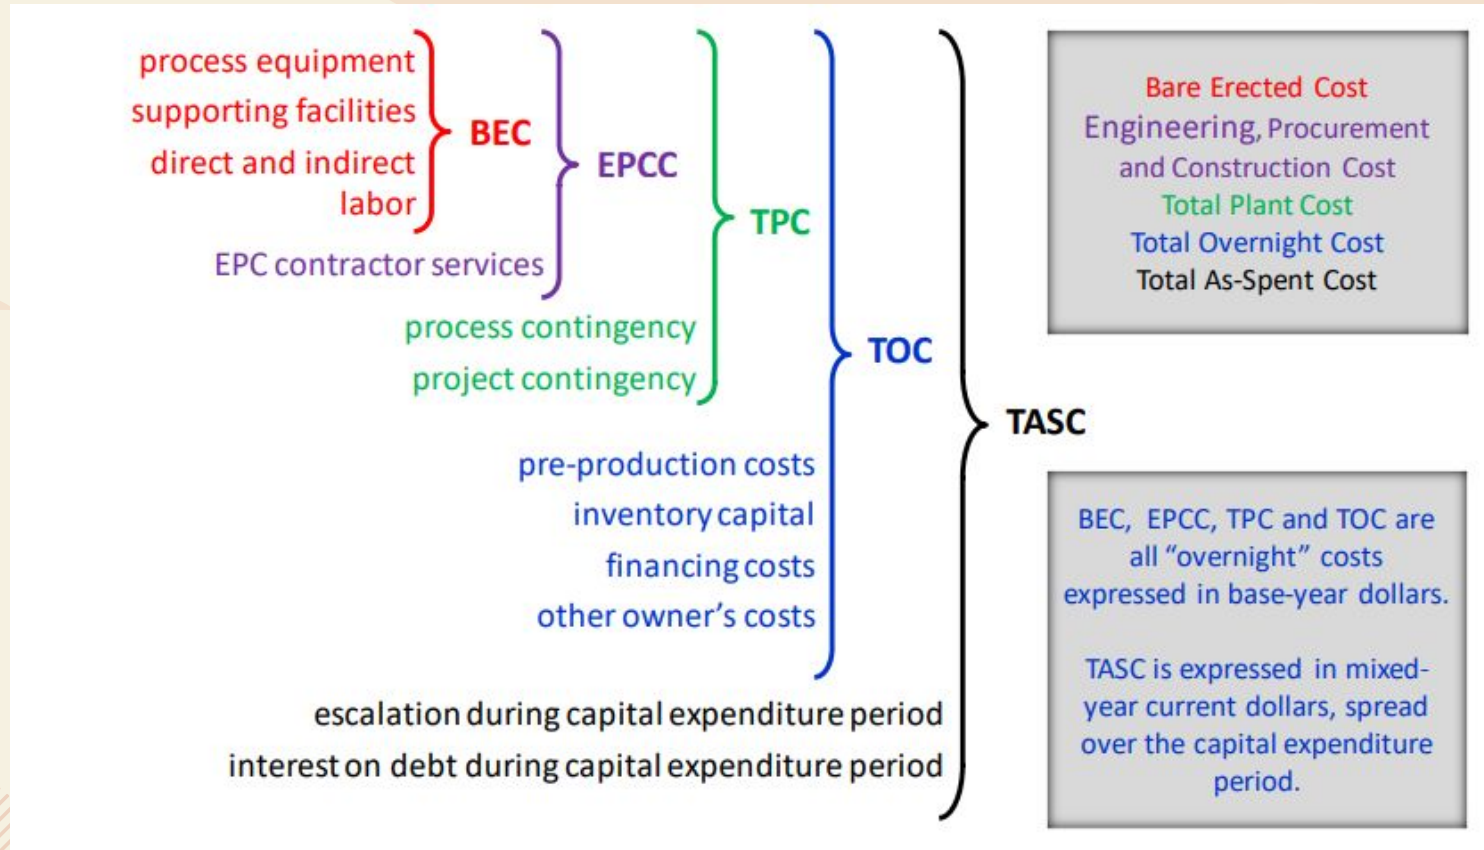 process equipment
supporting facilities
direct and indirect
labor
BEC
EPC contractor services
EPCC
process contingency
project contingency
TPC
pre-production costs
inventory capital
financing costs
other owner's costs
TOC
escalation during capital expenditure period
interest on debt during capital expenditure period
TASC
Bare Erected Cost
Engineering, Procurement
and Construction Cost
Total Plant Cost
Total Overnight Cost
Total As-Spent Cost
BEC, EPCC, TPC and TOC are
all “overnight” costs
expressed in base-year dollars.
TASC is expressed in mixed-
year current dollars, spread
over the capital expenditure
period.